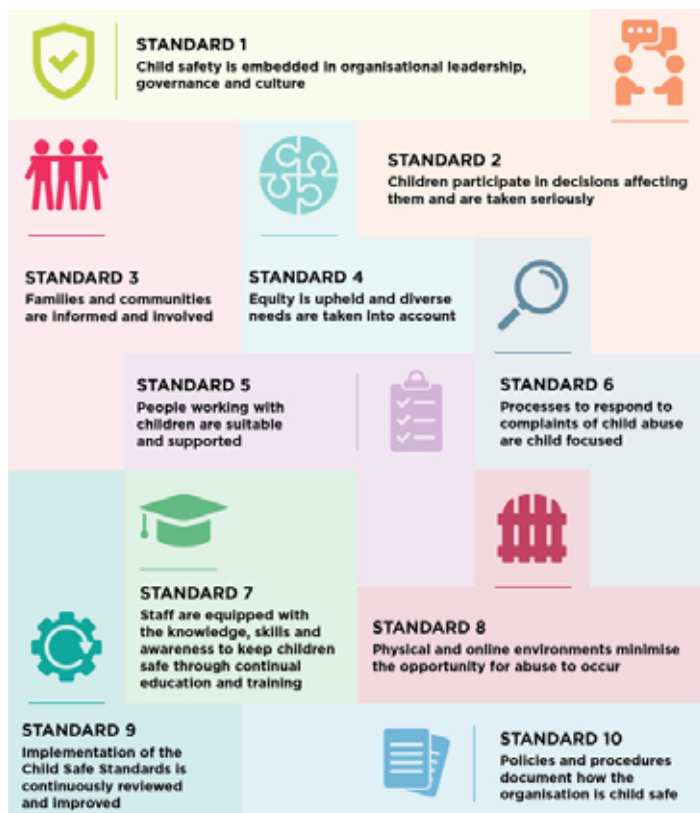 STANDARD 1
Child safety is embedded in organisational leadership,
governance and culture
STANDARD 2
Children participate in decisions affecting
them and are taken seriously
STANDARD 3
Families and communities
are informed and involved
STANDARD 4
Equity is upheld and diverse
needs are taken into account
STANDARD 5
People working with
children are suitable
and supported
STANDARD 6
Processes to respond to
complaints of child abuse
are child focused
STANDARD 7
Staff are equipped with
the knowledge, skills and
awareness to keep children
safe through continual
education and training
STANDARD 8
Physical and online environments minimise
the opportunity for abuse to occur
STANDARD 9
Implementation of the
Child Safe Standards is
continuously reviewed
and improved
STANDARD 10
Policies and procedures
document how the
organisation is child safe